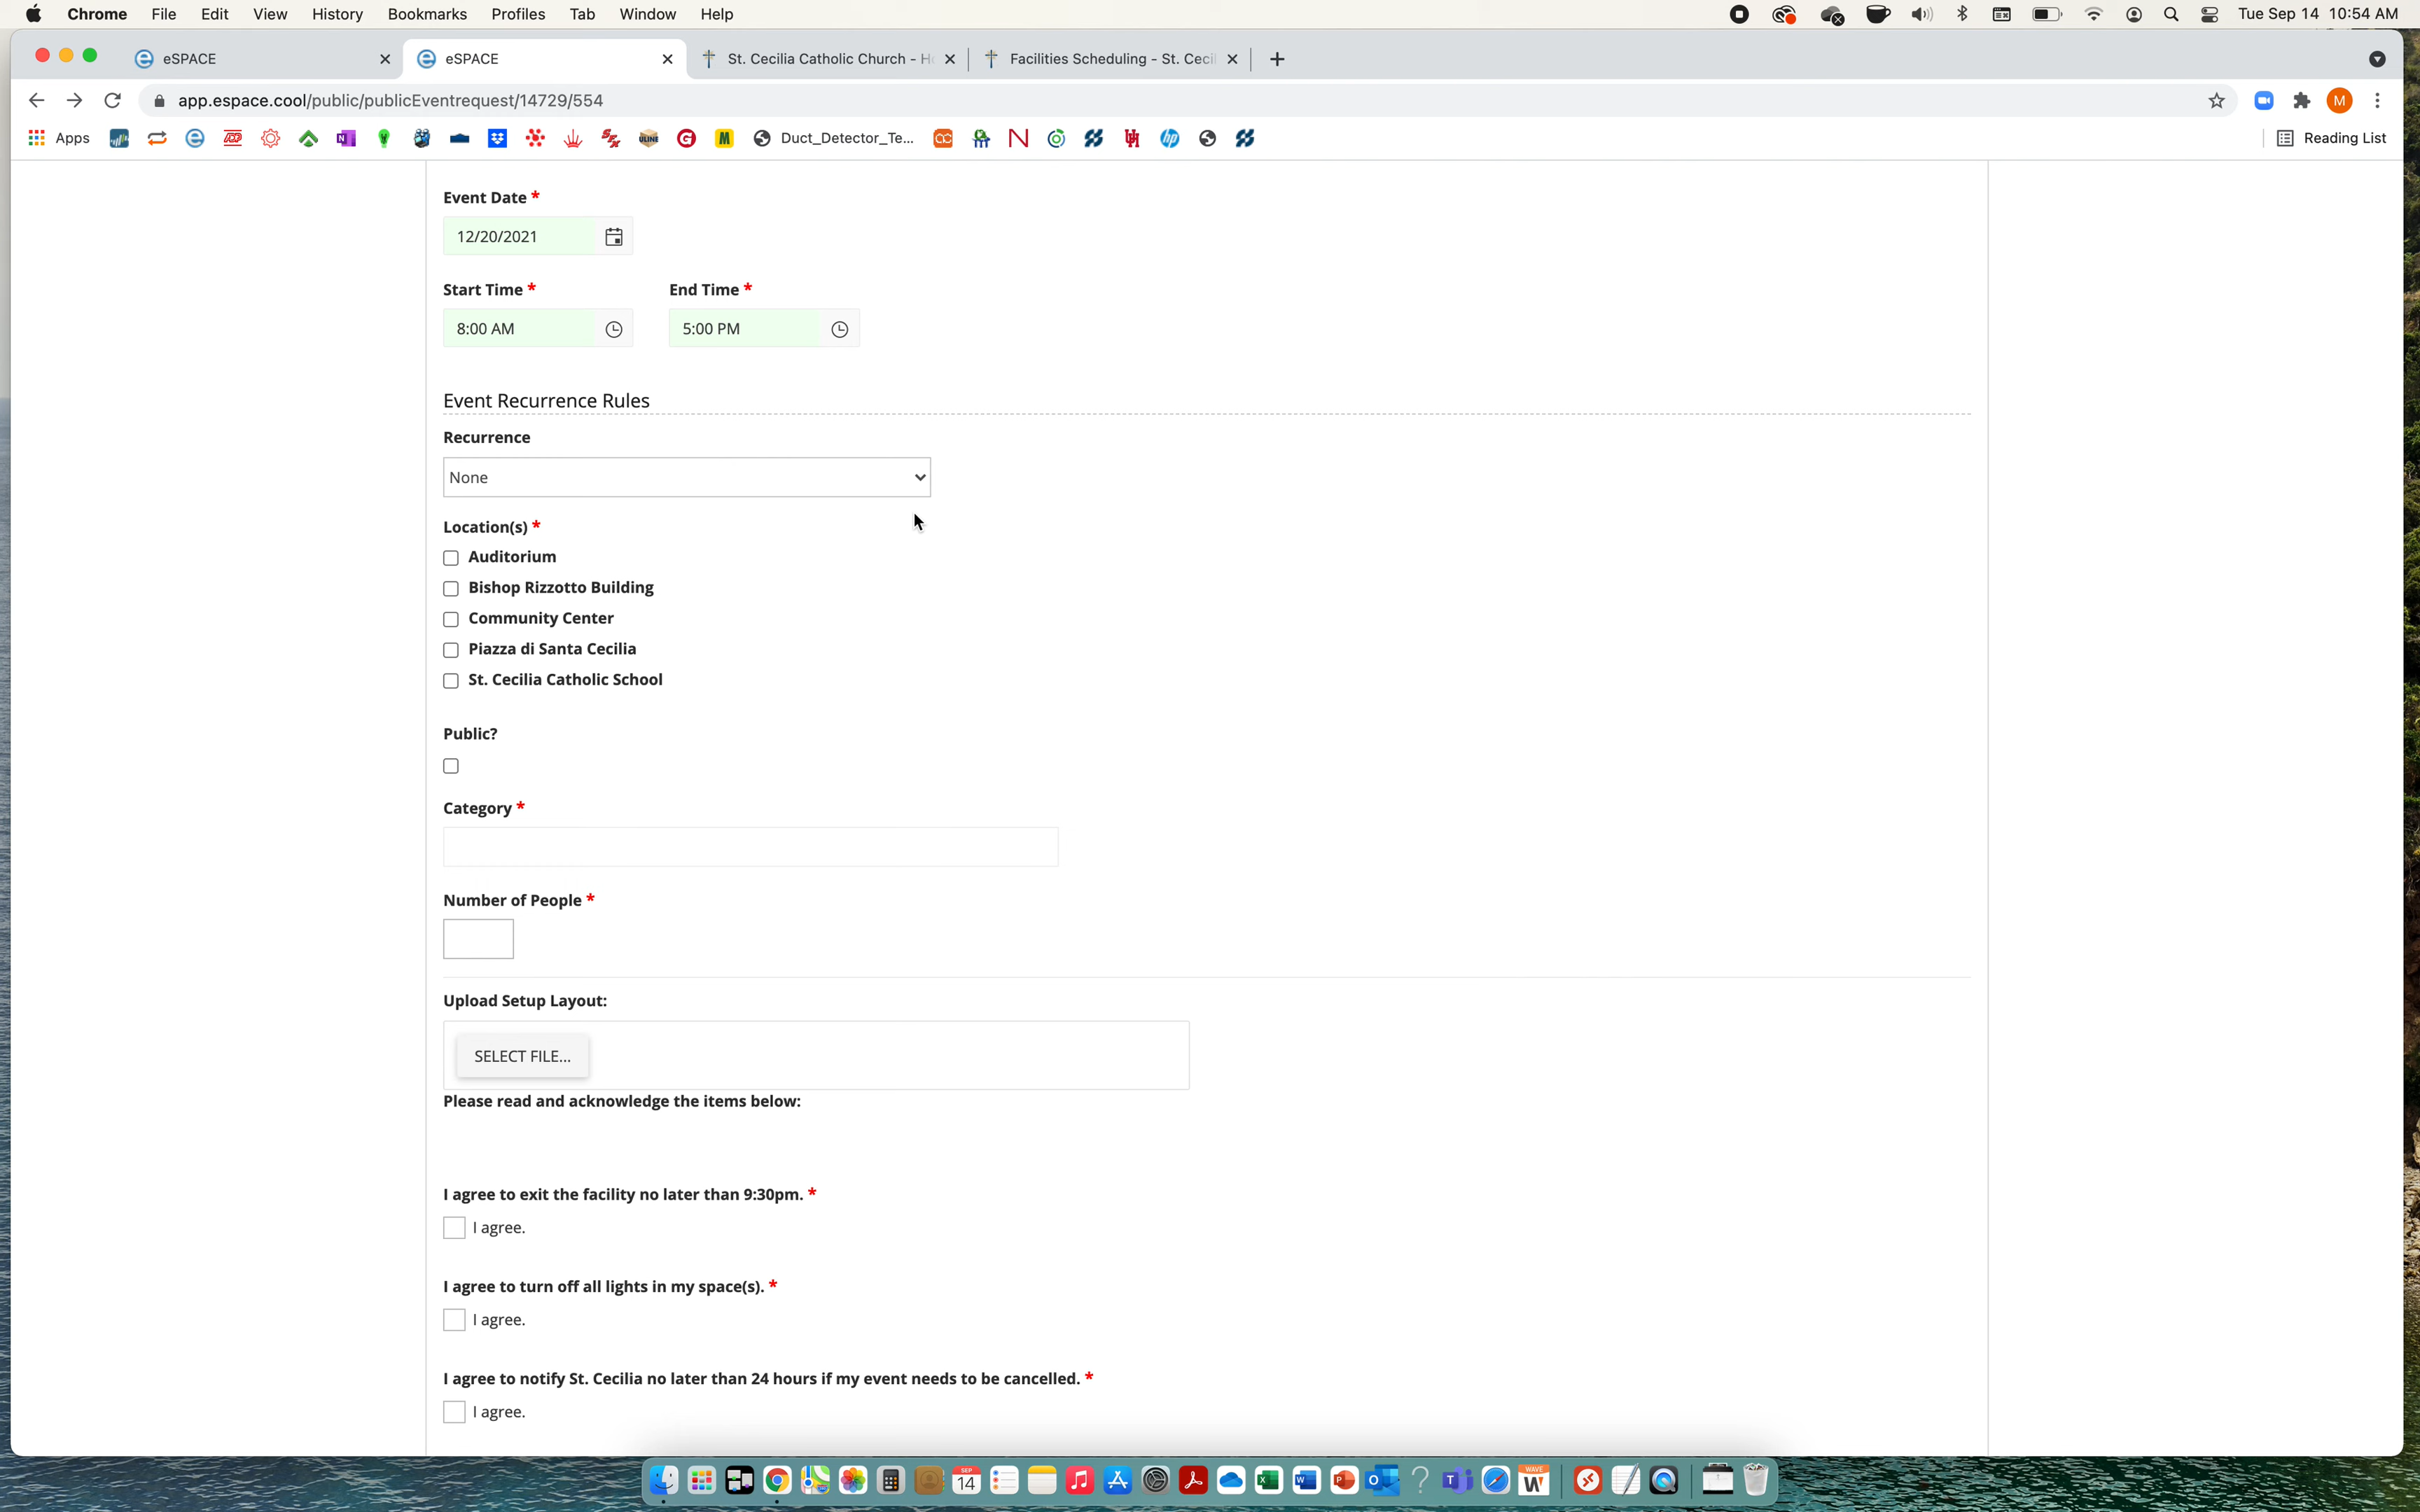 Chrome File Edit View History Bookmarks Profiles Tab Window Help Tue Sep 14 10:54 AM
eSPACE eSPACE St. Cecilia Catholic Church - H Facilities Scheduling - St. Ceci
app.espace.cool/public/publicEventrequest/14729/554 M
Apps ADP N ULINE G M Duct_Detector_Te... hp Reading List
Event Date *
12/20/2021
Start Time * End Time *
8:00 AM 5:00 PM
Event Recurrence Rules
Recurrence
None
Location(s) *
Auditorium
Bishop Rizzotto Building
Community Center
Piazza di Santa Cecilia
St. Cecilia Catholic School
Public?
Category *
Number of People *
Upload Setup Layout:
SELECT FILE...
Please read and acknowledge the items below:
I agree to exit the facility no later than 9:30pm. *
I agree.
I agree to turn off all lights in my space(s). *
I agree.
I agree to notify St. Cecilia no later than 24 hours if my event needs to be cancelled. *
I agree.
SEP
14 WAVE
W